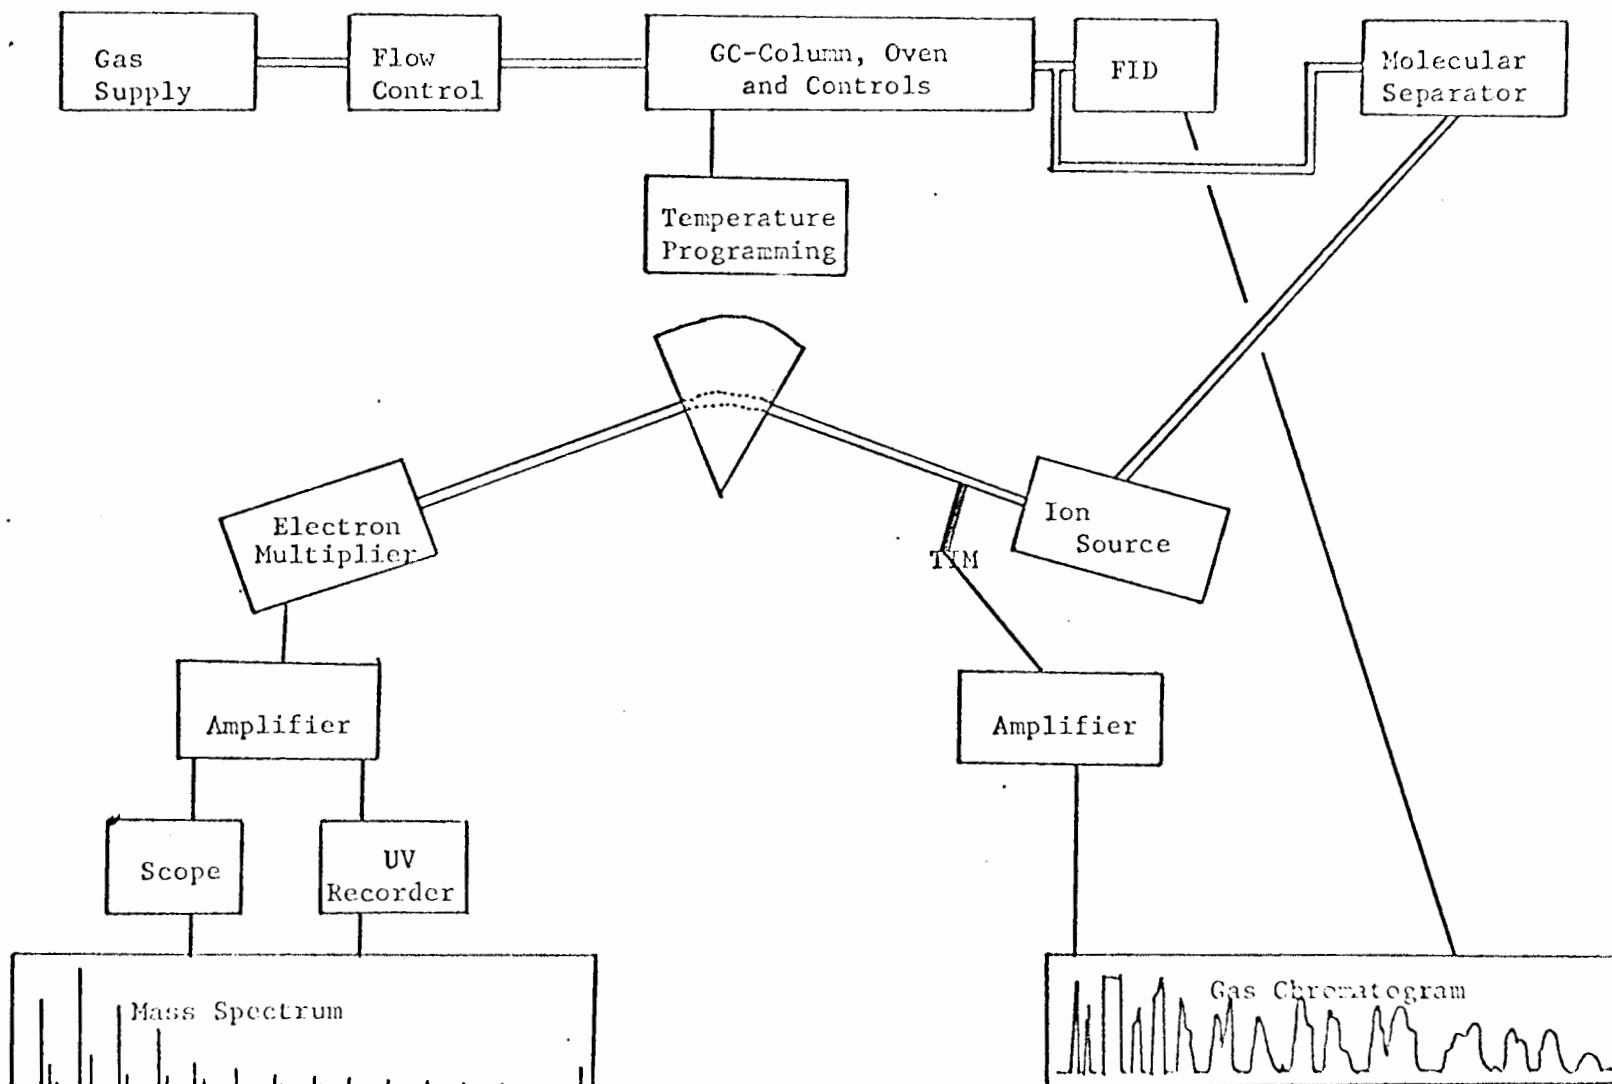 Gas
Supply
Flow
Control
GC-Column, Oven
and Controls
FID
Molecular
Separator
Temperature
Programming
Electron
Multiplier
Ion
Source
TIM
Amplifier
Amplifier
Scope
UV
Recorder
Mass Spectrum
Gas Chromatogram